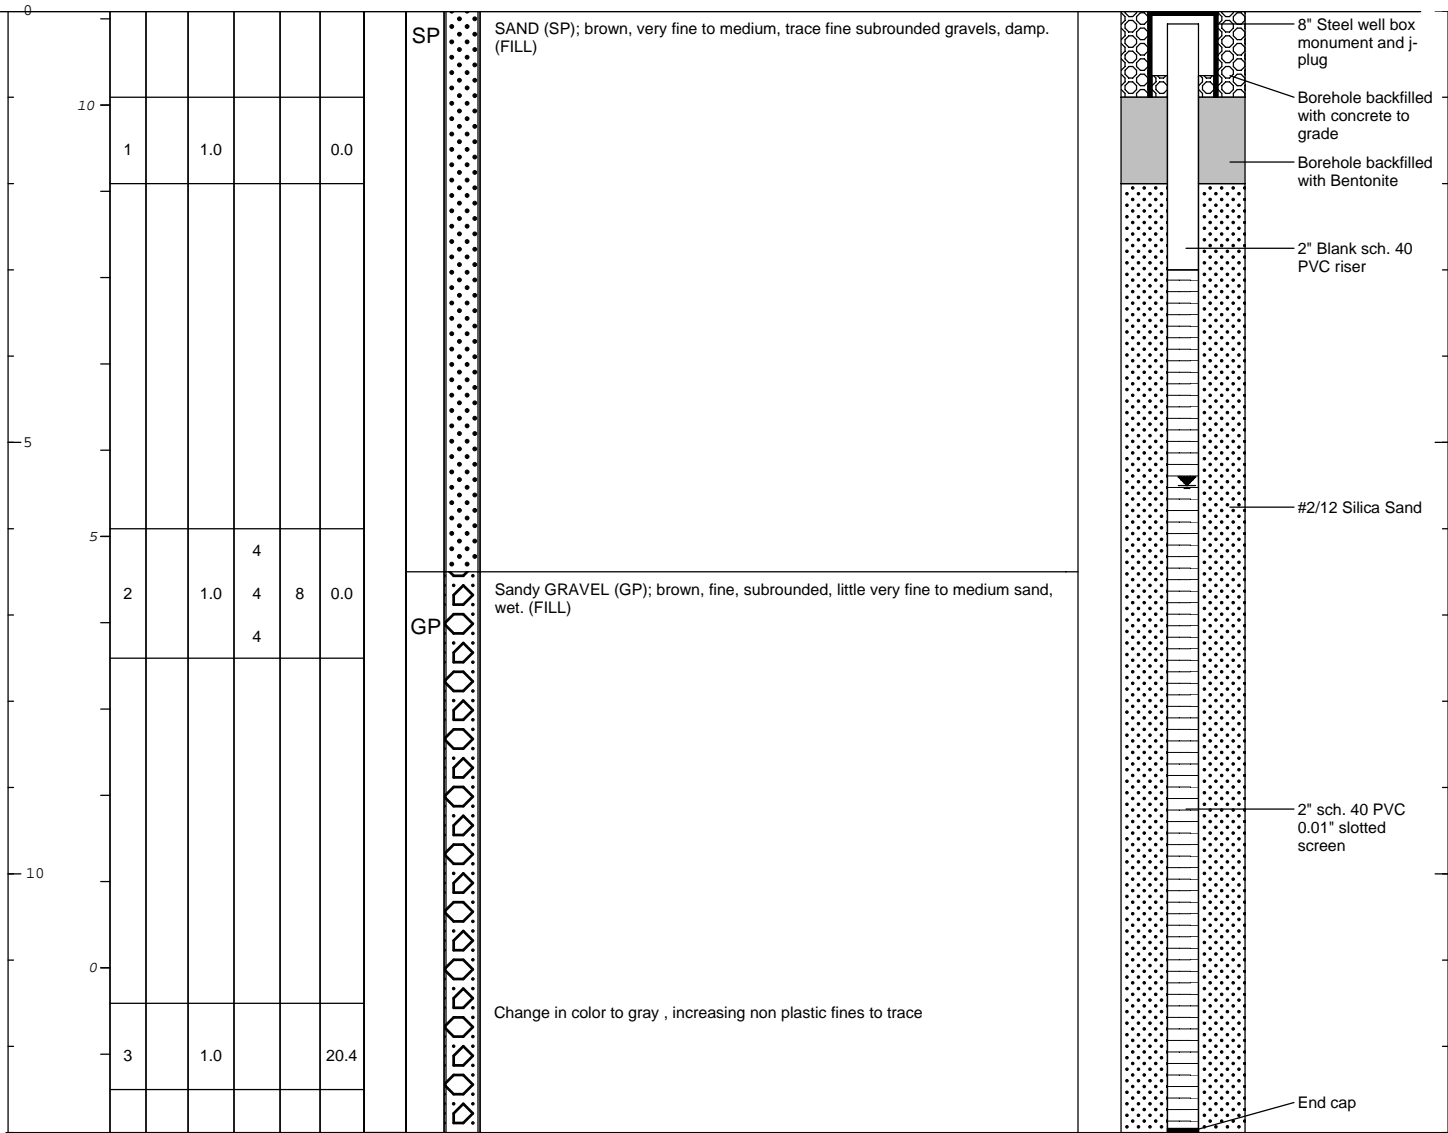 0
SP
SAND (SP); brown, very fine to medium, trace fine subrounded gravels, damp.
(FILL)
8" Steel well box
monument and j-
plug
Borehole backfilled
with concrete to
grade
10
1 1.0 0.0
Borehole backfilled
with Bentonite
2" Blank sch. 40
PVC riser
5
#2/12 Silica Sand
5
4
2 1.0 4 8 0.0
4
GP
Sandy GRAVEL (GP); brown, fine, subrounded, little very fine to medium sand,
wet. (FILL)
2" sch. 40 PVC
0.01" slotted
screen
10
0
Change in color to gray , increasing non plastic fines to trace
3 1.0 20.4
End cap